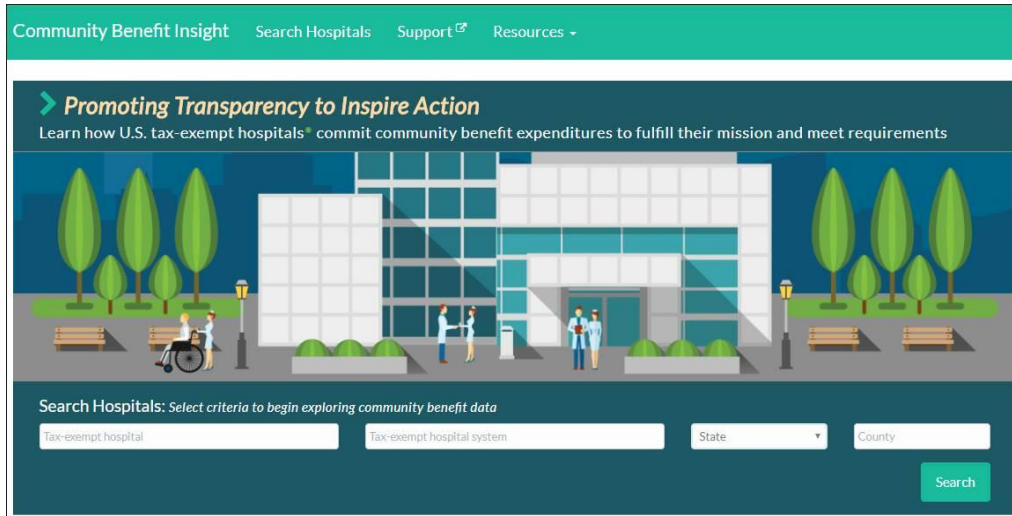 Community Benefit Insight Search Hospitals Support Resources
Promoting Transparency to Inspire Action
Learn how U.S. tax-exempt hospitals* commit community benefit expenditures to fulfill their mission and meet requirements
Search Hospitals: Select criteria to begin exploring community benefit data
Tax-exempt hospital Tax-exempt hospital system State County
Search